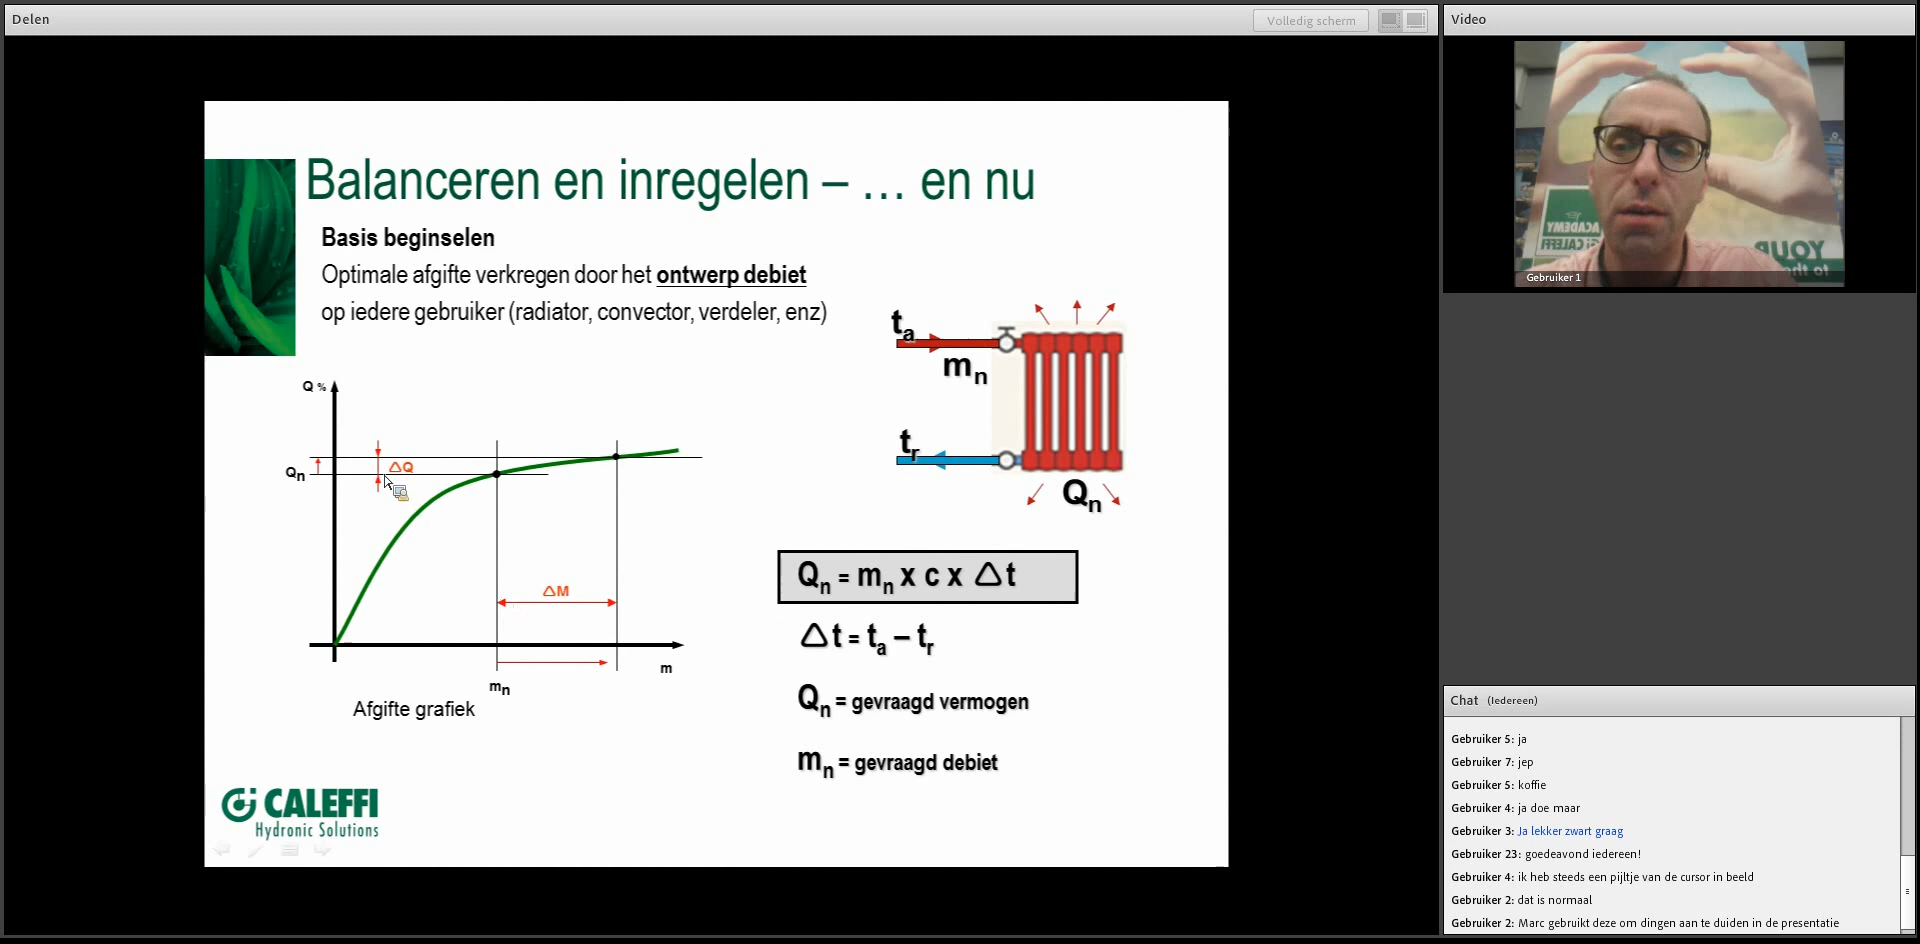 Delen
Volledig scherm
Video
Balanceren en inregelen – … en nu
Basis beginselen
Optimale afgifte verkregen door het ontwerp debiet
op iedere gebruiker (radiator, convector, verdeler, enz)
ta
mn
tr
Qn
Q %
Qn
△Q
△M
m
mn
Afgifte grafiek
Qn = mn x c x △t
△t = ta – tr
Qn = gevraagd vermogen
mn = gevraagd debiet
CALEFFI
Hydronic Solutions
ACADEMY
CALEFFI
YOUR
to the
Gebruiker 1
Chat (Iedereen)
Gebruiker 5: ja
Gebruiker 7: jep
Gebruiker 5: koffie
Gebruiker 4: ja doe maar
Gebruiker 3: Ja lekker zwart graag
Gebruiker 23: goedeavond iedereen!
Gebruiker 4: ik heb steeds een pijltje van de cursor in beeld
Gebruiker 2: dat is normaal
Gebruiker 2: Marc gebruikt deze om dingen aan te duiden in de presentatie